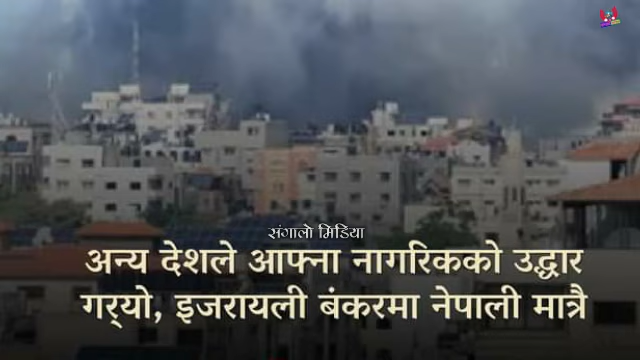 संगालो मिडिया
अन्य देशले आफ्ना नागरिकको उद्धार
गर्‍यो, इजरायली बंकरमा नेपाली मात्रै